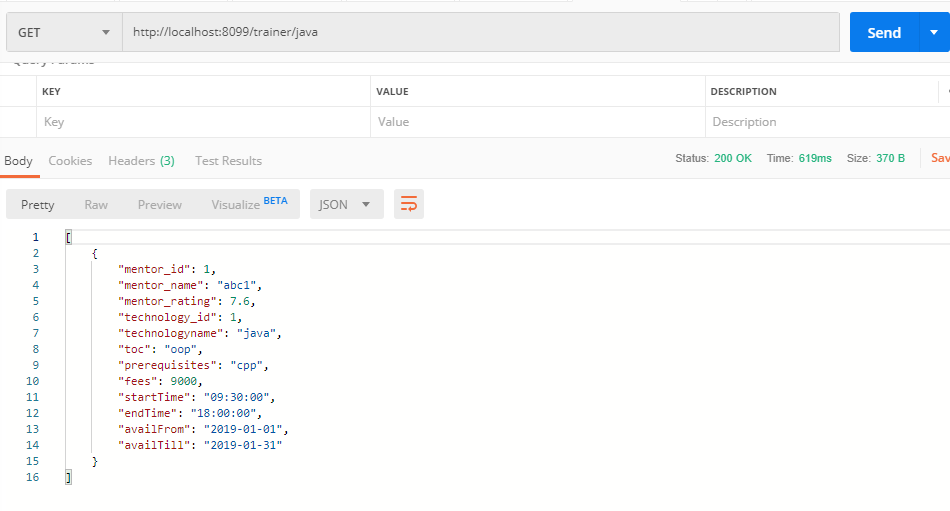 GET http://localhost:8099/trainer/java Send
Query Params
KEY VALUE DESCRIPTION
Key Value Description
Body Cookies Headers (3) Test Results Status: 200 OK Time: 619ms Size: 370 B Sav
Pretty Raw Preview Visualize BETA JSON
1 [
2 {
3 "mentor_id": 1,
4 "mentor_name": "abc1",
5 "mentor_rating": 7.6,
6 "technology_id": 1,
7 "technologyname": "java",
8 "toc": "oop",
9 "prerequisites": "cpp",
10 "fees": 9000,
11 "startTime": "09:30:00",
12 "endTime": "18:00:00",
13 "availFrom": "2019-01-01",
14 "availTill": "2019-01-31"
15 }
16 ]